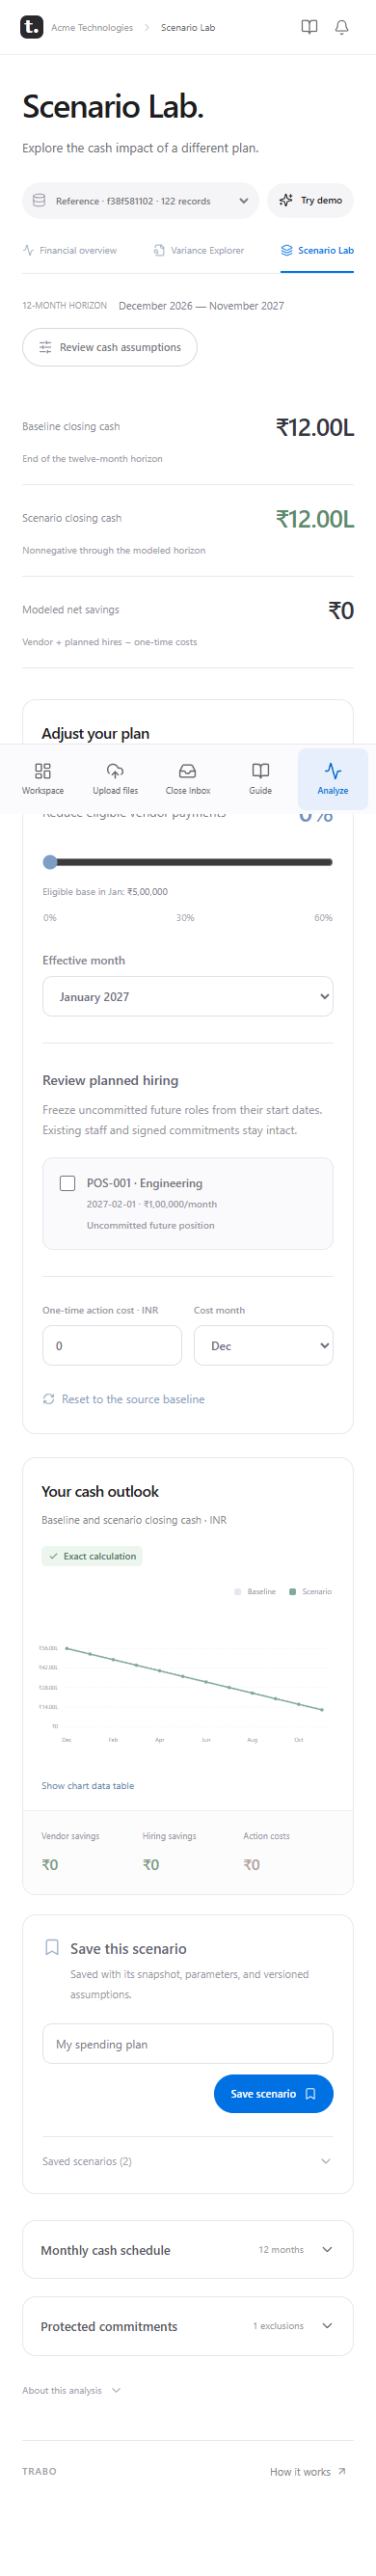 t.
Acme Technologies > Scenario Lab
Scenario Lab.
Explore the cash impact of a different plan.
Reference · f38f581102 · 122 records
Try demo
Financial overview
Variance Explorer
Scenario Lab
12-MONTH HORIZON December 2026 — November 2027
Review cash assumptions
Baseline closing cash ₹12.00L
End of the twelve-month horizon
Scenario closing cash ₹12.00L
Nonnegative through the modeled horizon
Modeled net savings ₹0
Vendor + planned hires − one-time costs
Adjust your plan
Workspace
Upload files
Close Inbox
Guide
Analyze
Reduce eligible vendor payments 0%
Eligible base in Jan: ₹5,00,000
0% 30% 60%
Effective month
January 2027
Review planned hiring
Freeze uncommitted future roles from their start dates.
Existing staff and signed commitments stay intact.
POS-001 · Engineering
2027-02-01 · ₹1,00,000/month
Uncommitted future position
One-time action cost · INR Cost month
0 Dec
Reset to the source baseline
Your cash outlook
Baseline and scenario closing cash · INR
Exact calculation
Baseline Scenario
₹56.00L
₹42.00L
₹28.00L
₹14.00L
₹0
Dec Feb Apr Jun Aug Oct
Show chart data table
Vendor savings Hiring savings Action costs
₹0 ₹0 ₹0
Save this scenario
Saved with its snapshot, parameters, and versioned
assumptions.
My spending plan
Save scenario
Saved scenarios (2)
Monthly cash schedule 12 months
Protected commitments 1 exclusions
About this analysis
TRABO How it works